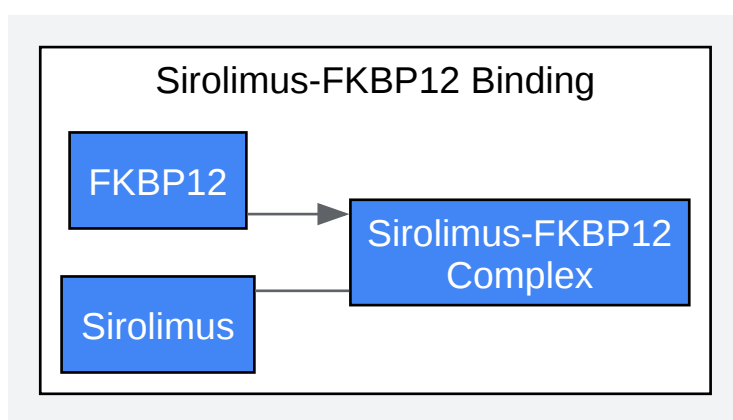 Sirolimus-FKBP12 Binding
FKBP12
Sirolimus-FKBP12
Complex
Sirolimus